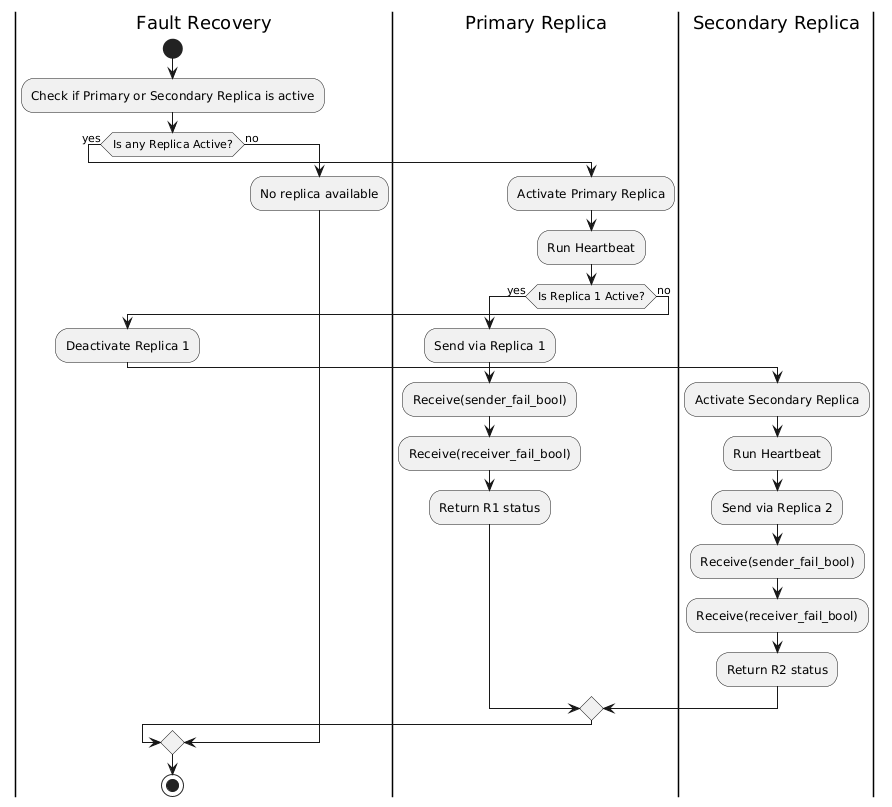 Fault Recovery
Primary Replica
Secondary Replica
Check if Primary or Secondary Replica is active
yes
Is any Replica Active?
no
No replica available
Activate Primary Replica
Run Heartbeat
yes
Is Replica 1 Active?
no
Deactivate Replica 1
Send via Replica 1
Receive(sender_fail_bool)
Activate Secondary Replica
Receive(receiver_fail_bool)
Run Heartbeat
Return R1 status
Send via Replica 2
Receive(sender_fail_bool)
Receive(receiver_fail_bool)
Return R2 status